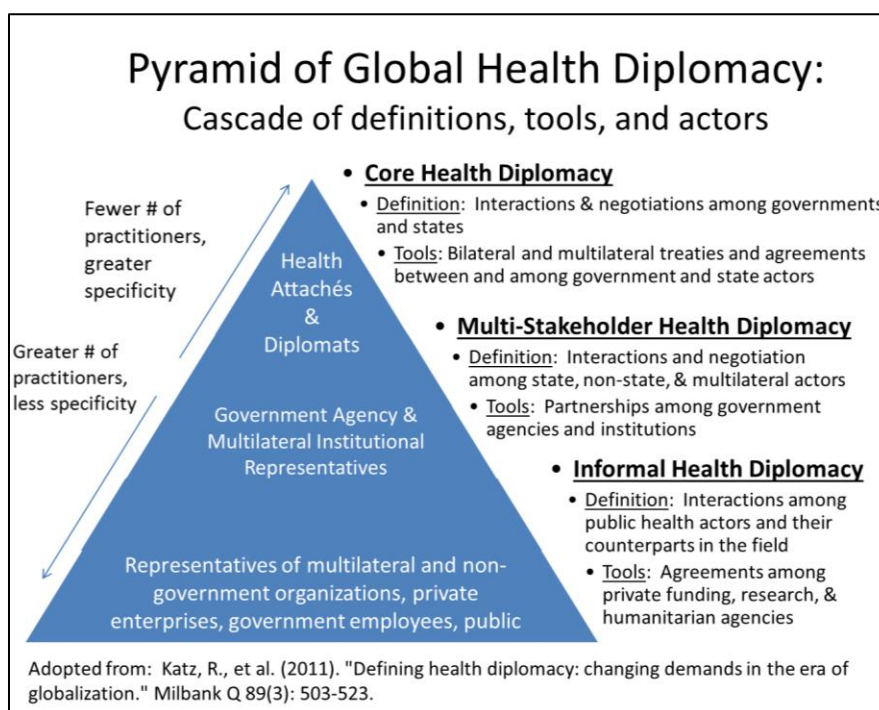 Pyramid of Global Health Diplomacy:
Cascade of definitions, tools, and actors
Fewer # of
practitioners,
greater
specificity
Greater # of
practitioners,
less specificity
Health
Attachés
&
Diplomats
Government Agency &
Multilateral Institutional
Representatives
Representatives of multilateral and non-
government organizations, private
enterprises, government employees, public
• Core Health Diplomacy
• Definition: Interactions & negotiations among governments
and states
• Tools: Bilateral and multilateral treaties and agreements
between and among government and state actors
• Multi-Stakeholder Health Diplomacy
• Definition: Interactions and negotiation
among state, non-state, & multilateral actors
• Tools: Partnerships among government
agencies and institutions
• Informal Health Diplomacy
• Definition: Interactions among
public health actors and their
counterparts in the field
• Tools: Agreements among
private funding, research, &
humanitarian agencies
Adopted from: Katz, R., et al. (2011). "Defining health diplomacy: changing demands in the era of
globalization." Milbank Q 89(3): 503-523.